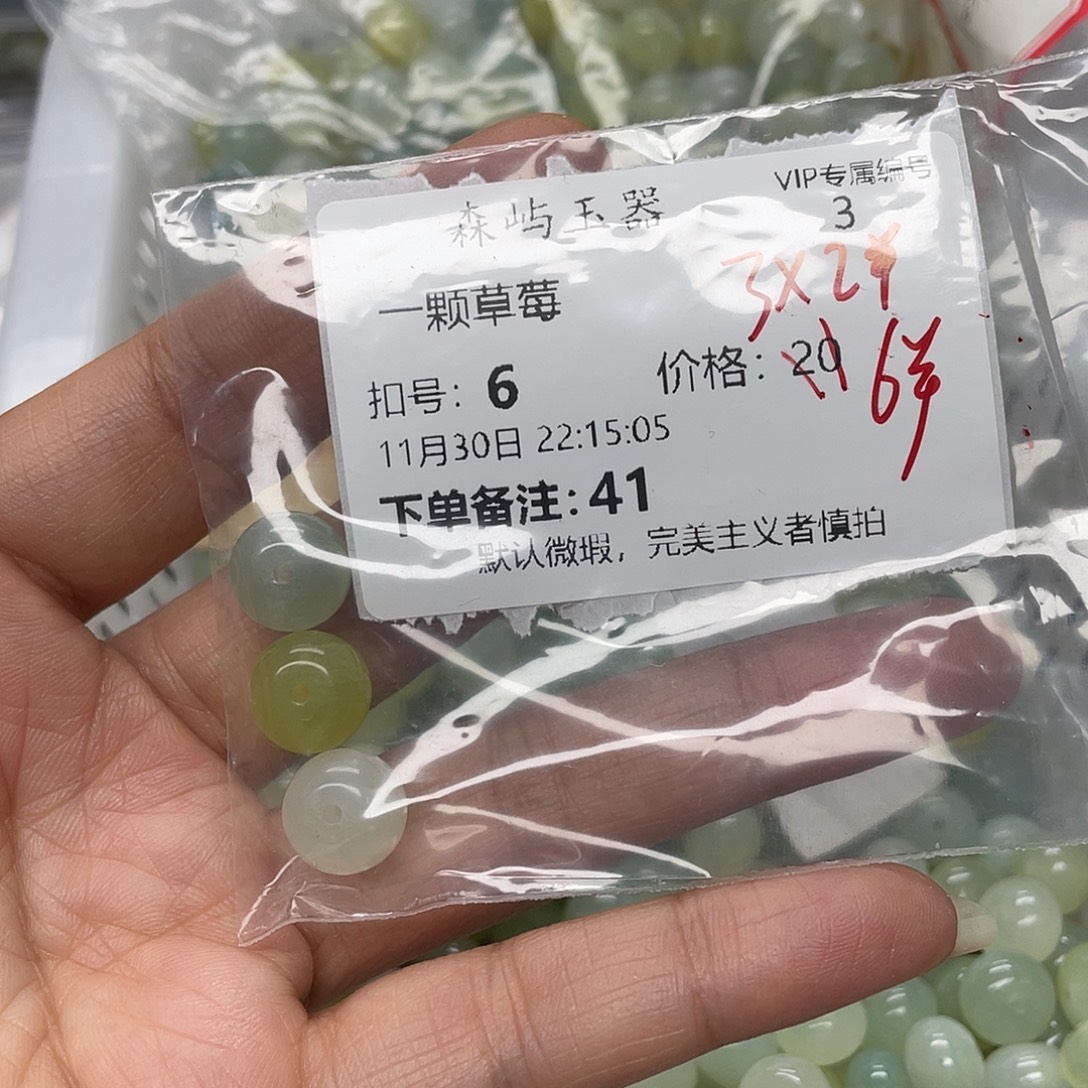 森屿玉器
VIP专属编号
3
一颗草莓
3X2¥
扣号：6
价格：20
6¥
11月30日 22:15:05
下单备注：41
默认微瑕，完美主义者慎拍